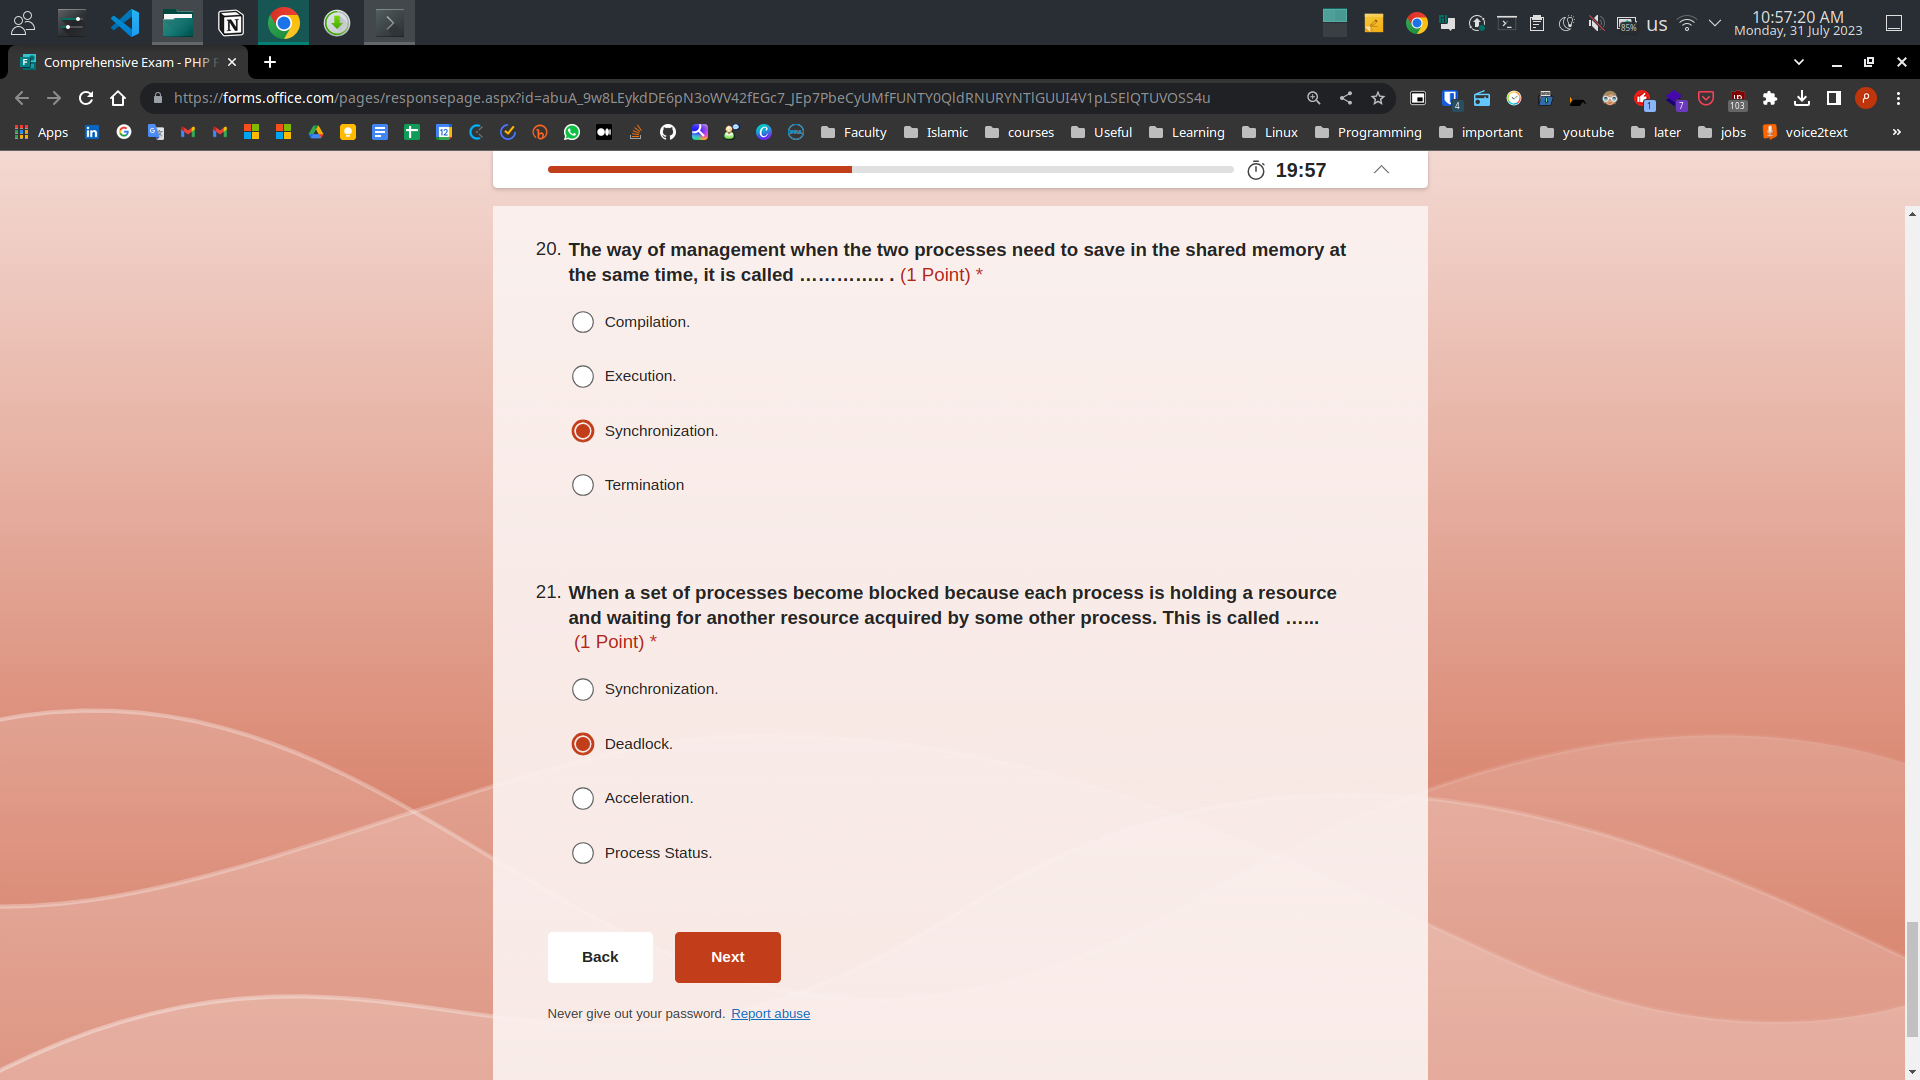 85%
us
10:57:20 AM
Monday, 31 July 2023
Comprehensive Exam - PHP F
https://forms.office.com/pages/responsepage.aspx?id=abuA_9w8LEykdDE6pN3oWV42fEGc7_JEp7PbeCyUMfFUNTY0QldRNURYNTlGUUI4V1pLSElQTUVOSS4u
4
1
7
103
Apps
Faculty
Islamic
courses
Useful
Learning
Linux
Programming
important
youtube
later
jobs
voice2text
»
19:57
20. The way of management when the two processes need to save in the shared memory at
the same time, it is called ………….. . (1 Point) *
Compilation.
Execution.
Synchronization.
Termination
21. When a set of processes become blocked because each process is holding a resource
and waiting for another resource acquired by some other process. This is called …...
(1 Point) *
Synchronization.
Deadlock.
Acceleration.
Process Status.
Back
Next
Never give out your password. Report abuse